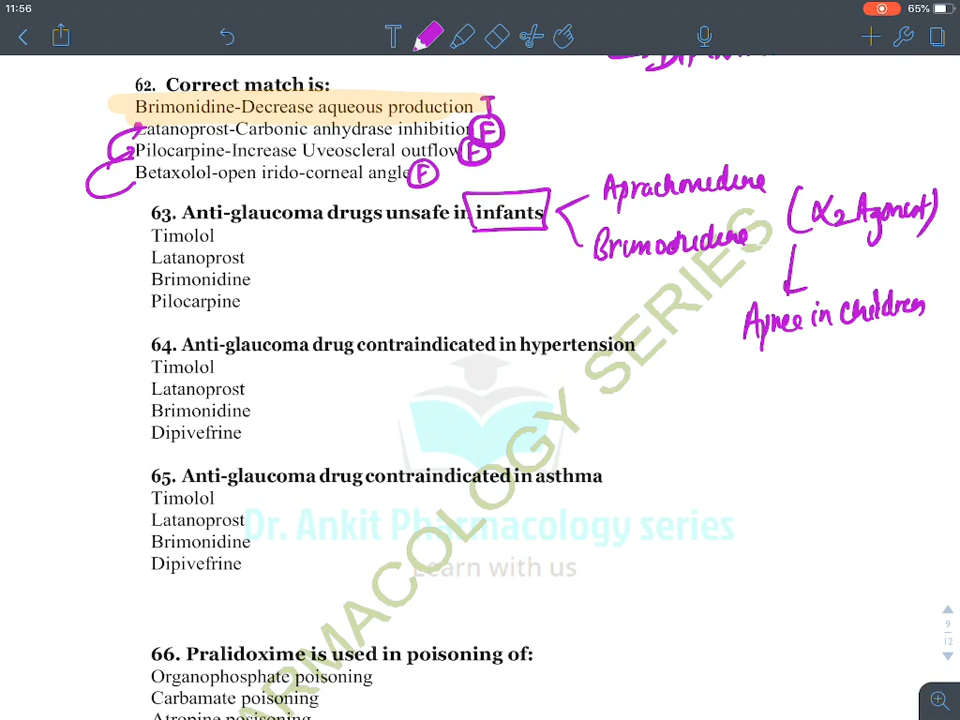 11:56
65%
T
62. Correct match is:
Brimonidine-Decrease aqueous production T
Latanoprost-Carbonic anhydrase inhibition F
Pilocarpine-Increase Uveoscleral outflow F
Betaxolol-open irido-corneal angle F
63. Anti-glaucoma drugs unsafe in infants
Timolol
Latanoprost
Brimonidine
Pilocarpine
(α2 Agonist)
in children
64. Anti-glaucoma drug contraindicated in hypertension
Timolol
Latanoprost
Brimonidine
Dipivefrine
65. Anti-glaucoma drug contraindicated in asthma
Timolol
Latanoprost
Brimonidine
Dipivefrine
Dr. Ankit Pharmacology series
Learn with us
ARMACOLOGY SERIES
66. Pralidoxime is used in poisoning of:
Organophosphate poisoning
Carbamate poisoning
9
12